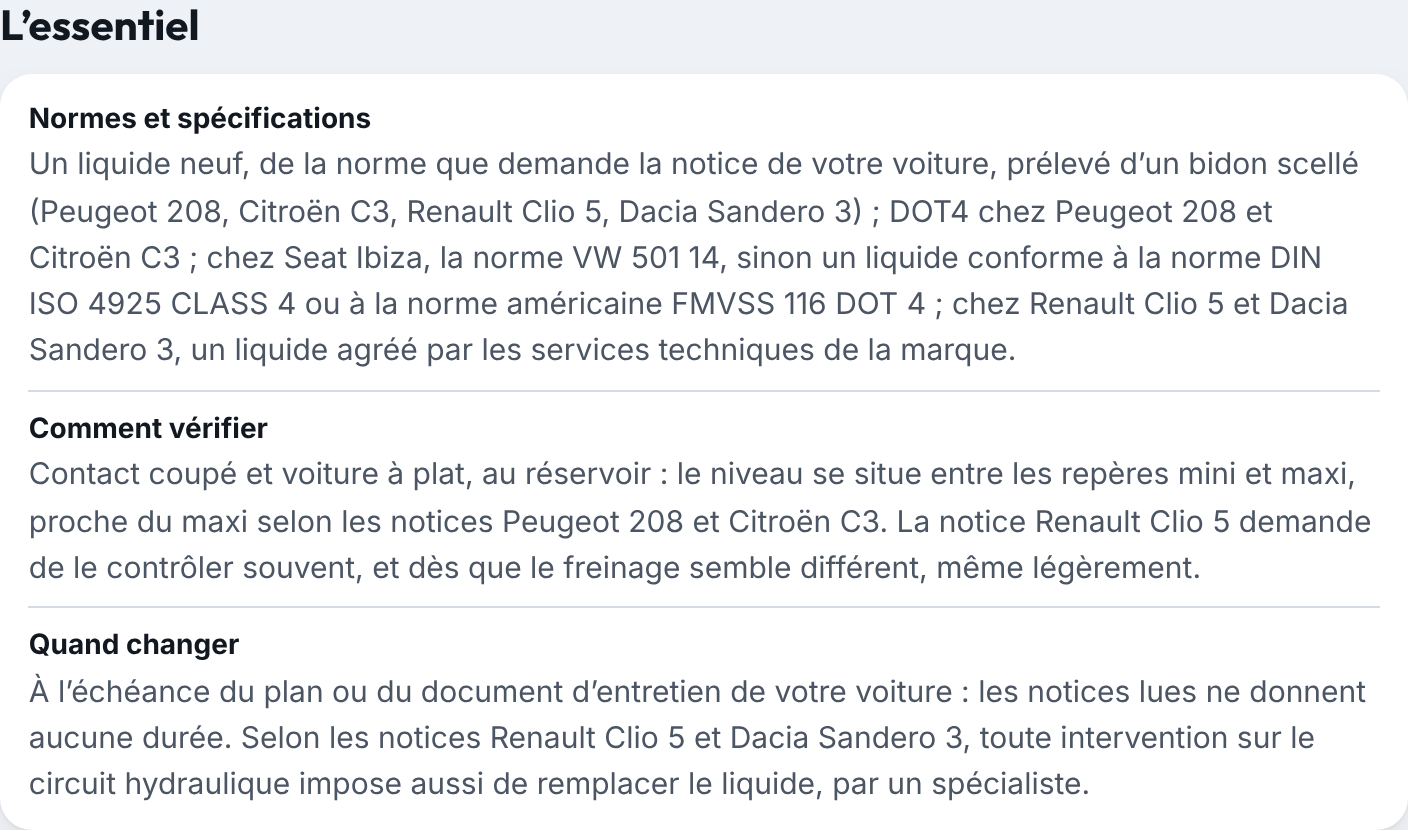 L’essentiel
Normes et spécifications
Un liquide neuf, de la norme que demande la notice de votre voiture, prélevé d’un bidon scellé
(Peugeot 208, Citroën C3, Renault Clio 5, Dacia Sandero 3) ; DOT4 chez Peugeot 208 et
Citroën C3 ; chez Seat Ibiza, la norme VW 501 14, sinon un liquide conforme à la norme DIN
ISO 4925 CLASS 4 ou à la norme américaine FMVSS 116 DOT 4 ; chez Renault Clio 5 et Dacia
Sandero 3, un liquide agréé par les services techniques de la marque.
Comment vérifier
Contact coupé et voiture à plat, au réservoir : le niveau se situe entre les repères mini et maxi,
proche du maxi selon les notices Peugeot 208 et Citroën C3. La notice Renault Clio 5 demande
de le contrôler souvent, et dès que le freinage semble différent, même légèrement.
Quand changer
À l’échéance du plan ou du document d’entretien de votre voiture : les notices lues ne donnent
aucune durée. Selon les notices Renault Clio 5 et Dacia Sandero 3, toute intervention sur le
circuit hydraulique impose aussi de remplacer le liquide, par un spécialiste.